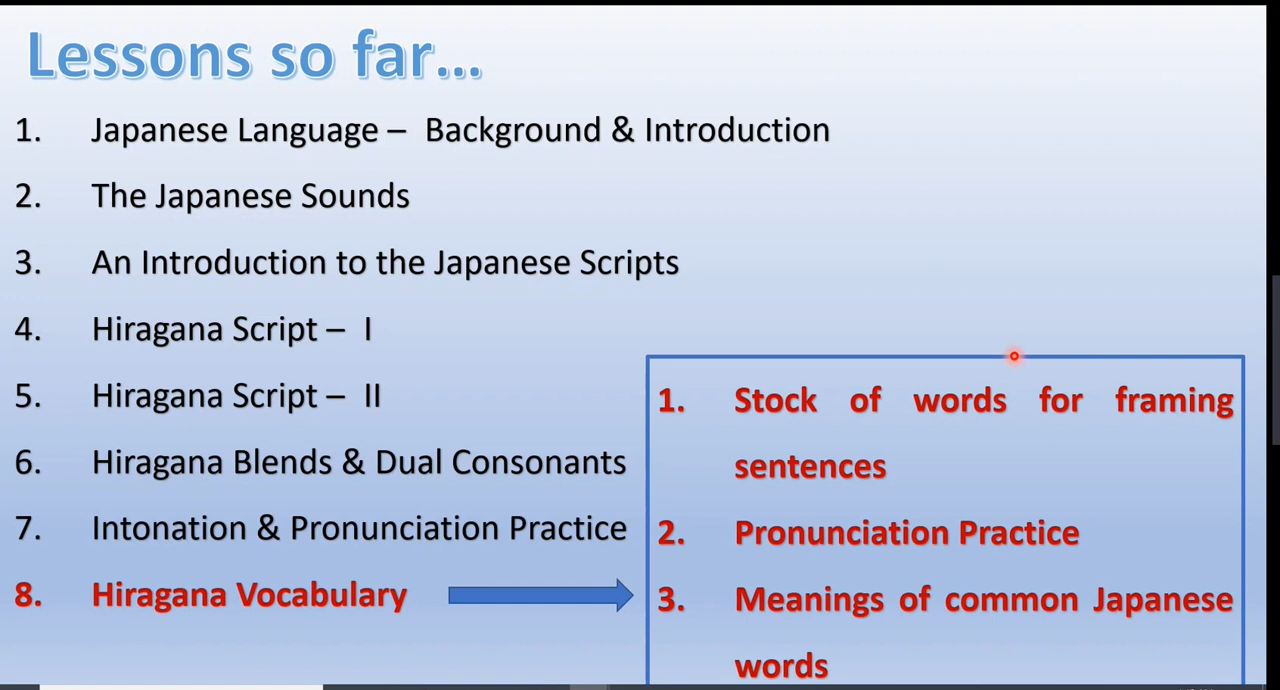 Lessons so far...
1. Japanese Language – Background & Introduction
2. The Japanese Sounds
3. An Introduction to the Japanese Scripts
4. Hiragana Script – I
5. Hiragana Script – II
6. Hiragana Blends & Dual Consonants
7. Intonation & Pronunciation Practice
8. Hiragana Vocabulary
1. Stock of words for framing
sentences
2. Pronunciation Practice
3. Meanings of common Japanese
words